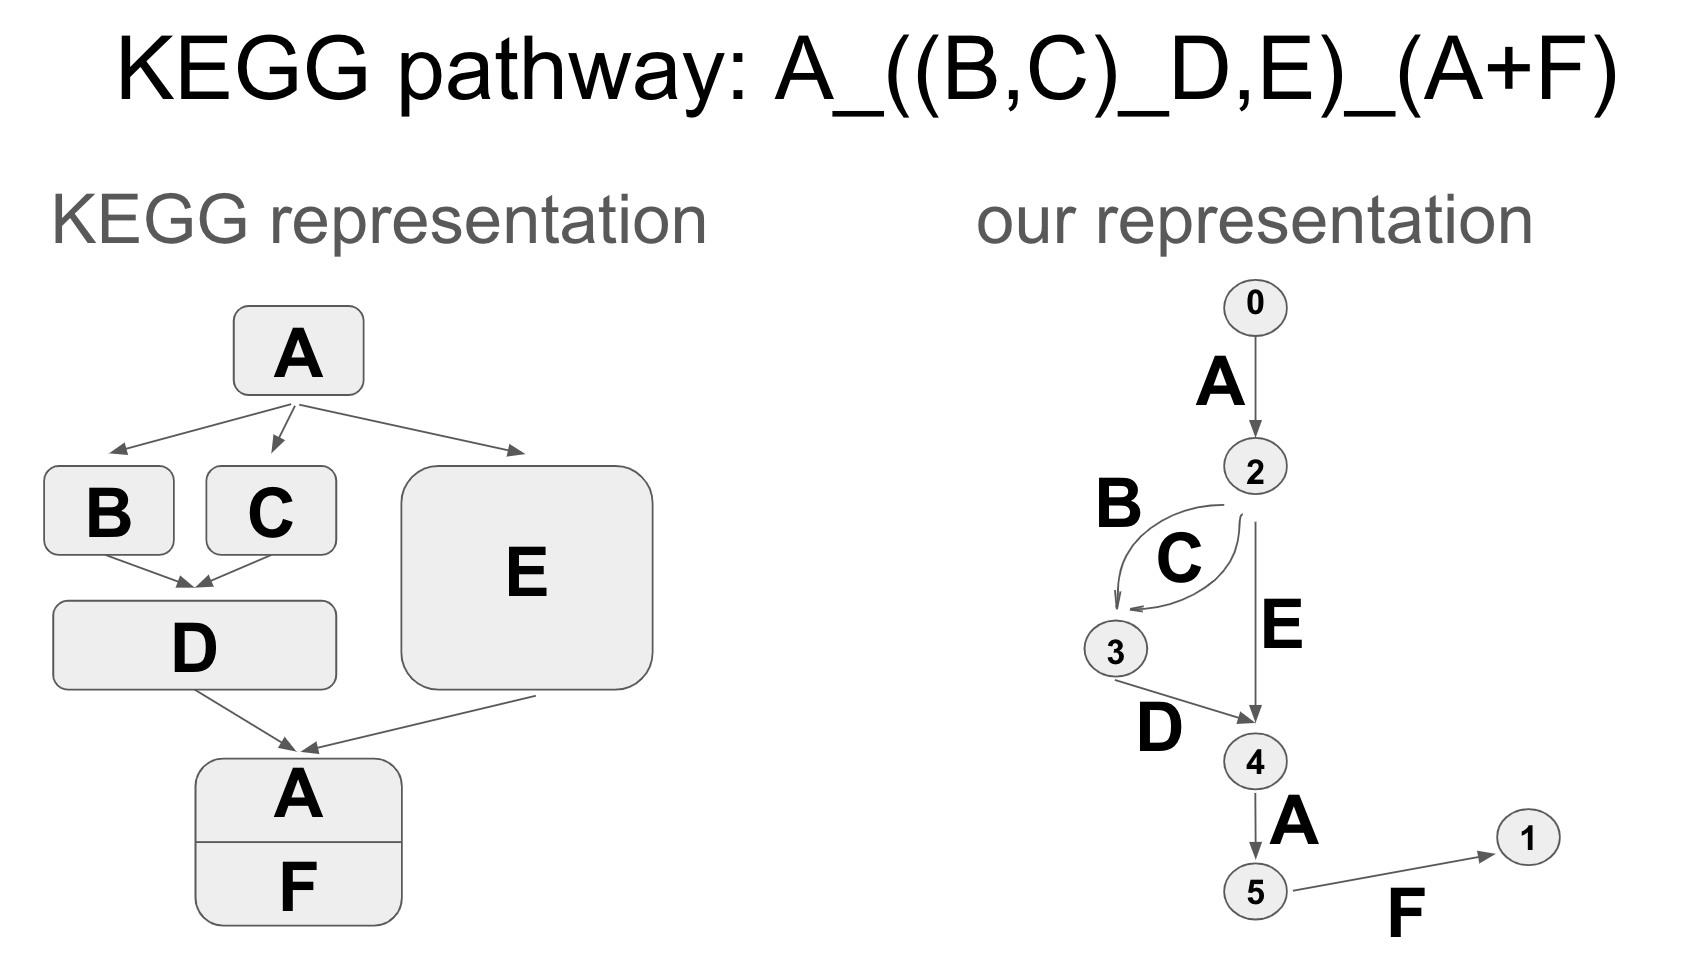 KEGG pathway: A_((B,C)_D,E)_(A+F)
KEGG representation
A
B C
E
D
A
F
our representation
0
A
2
B
C
E
3
D
4
A
1
5
F